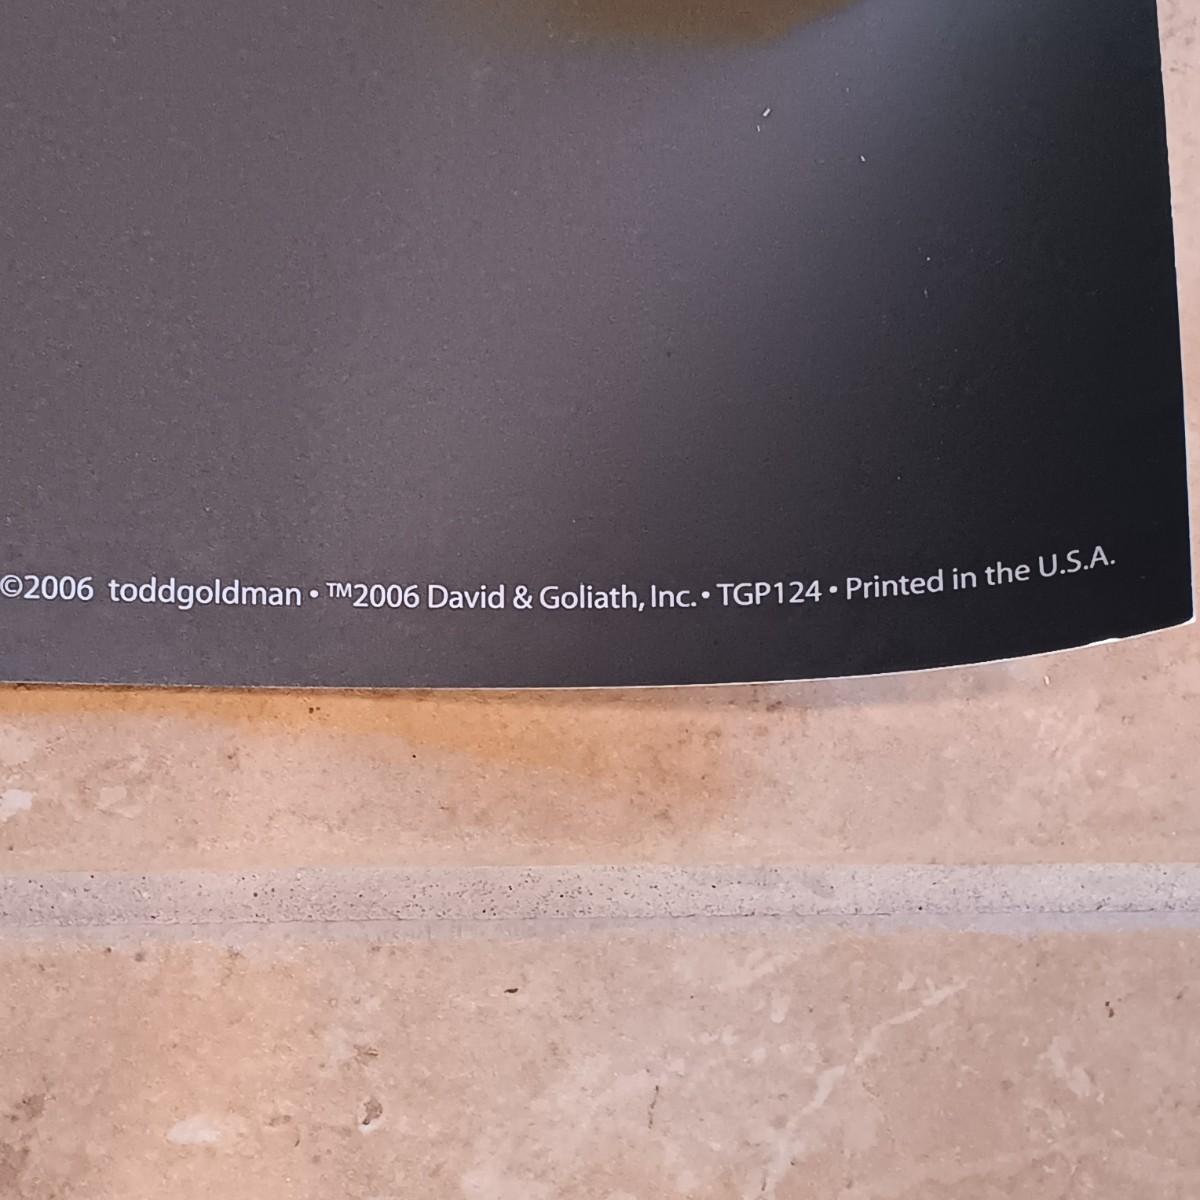 ©2006 toddgoldman • ™2006 David & Goliath, Inc. • TGP124 • Printed in the U.S.A.